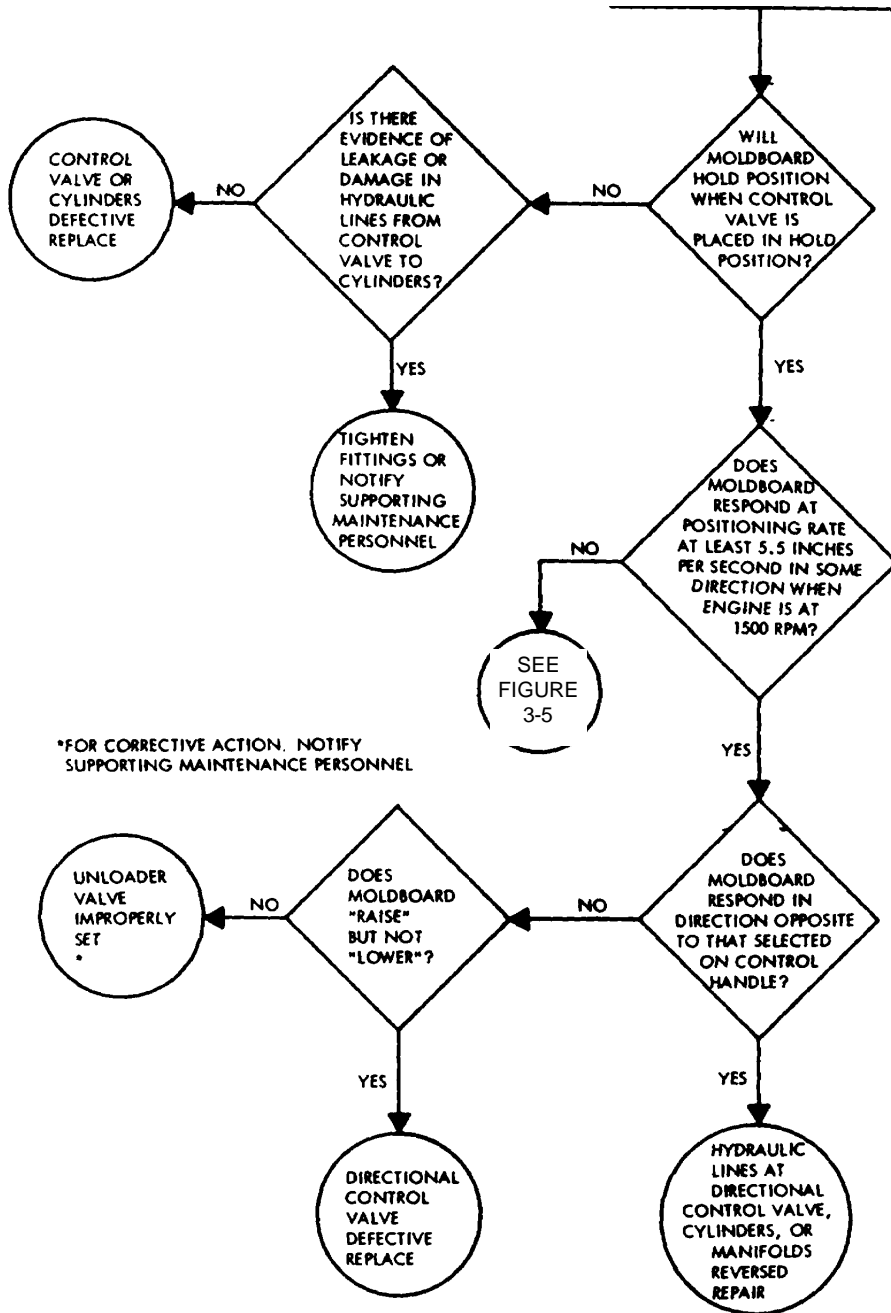 WILL
MOLDBOARD
HOLD POSITION
WHEN CONTROL
VALVE IS
PLACED IN HOLD
POSITION?
NO
IS THERE
EVIDENCE OF
LEAKAGE OR
DAMAGE IN
HYDRAULIC
LINES FROM
CONTROL
VALVE TO
CYLINDERS?
NO
CONTROL
VALVE OR
CYLINDERS
DEFECTIVE
REPLACE
YES
TIGHTEN
FITTINGS OR
NOTIFY
SUPPORTING
MAINTENANCE
PERSONNEL
YES
DOES
MOLDBOARD
RESPOND AT
POSITIONING RATE
AT LEAST 5.5 INCHES
PER SECOND IN SOME
DIRECTION WHEN
ENGINE IS AT
1500 RPM?
NO
SEE
FIGURE
3-5
YES
*FOR CORRECTIVE ACTION, NOTIFY
SUPPORTING MAINTENANCE PERSONNEL
DOES
MOLDBOARD
RESPOND IN
DIRECTION OPPOSITE
TO THAT SELECTED
ON CONTROL
HANDLE?
NO
DOES
MOLDBOARD
"RAISE"
BUT NOT
"LOWER"?
NO
UNLOADER
VALVE
IMPROPERLY
SET
*
YES
DIRECTIONAL
CONTROL
VALVE
DEFECTIVE
REPLACE
YES
HYDRAULIC
LINES AT
DIRECTIONAL
CONTROL VALVE,
CYLINDERS, OR
MANIFOLDS
REVERSED
REPAIR